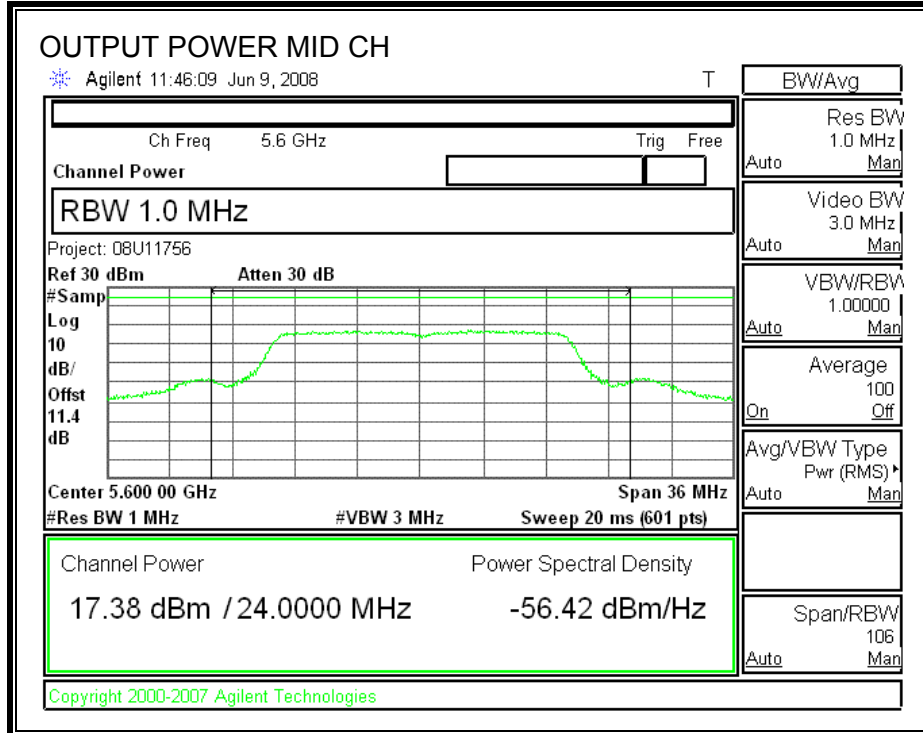 OUTPUT POWER MID CH
Agilent 11:46:09 Jun 9, 2008 T
Ch Freq 5.6 GHz Trig Free
Channel Power
RBW 1.0 MHz
Project: 08U11756
Ref 30 dBm Atten 30 dB
#Samp
Log
10
dB/
Offst
11.4
dB
Center 5.600 00 GHz Span 36 MHz
#Res BW 1 MHz #VBW 3 MHz Sweep 20 ms (601 pts)
Channel Power Power Spectral Density
17.38 dBm / 24.0000 MHz -56.42 dBm/Hz
Copyright 2000-2007 Agilent Technologies
BW/Avg
Res BW
1.0 MHz
Auto Man
Video BW
3.0 MHz
Auto Man
VBW/RBW
1.00000
Auto Man
Average
100
On Off
Avg/VBW Type
Pwr (RMS)
Auto Man
Span/RBW
106
Auto Man